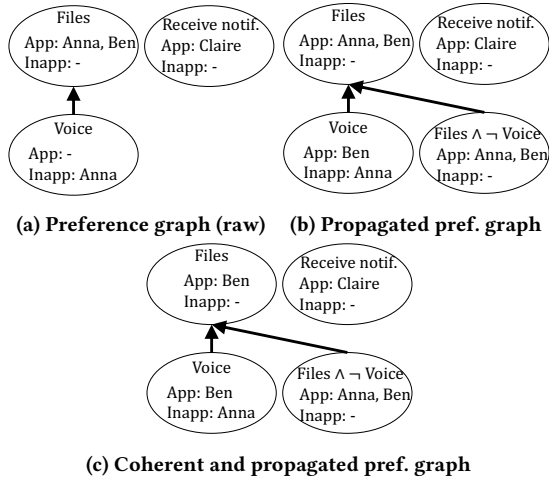 Files
App: Anna, Ben
Inapp: -
Receive notif.
App: Claire
Inapp: -
Voice
App: -
Inapp: Anna
(a) Preference graph (raw)
Files
App: Anna, Ben
Inapp: -
Receive notif.
App: Claire
Inapp: -
Voice
App: Ben
Inapp: Anna
Files ∧ ¬ Voice
App: Anna, Ben
Inapp: -
(b) Propagated pref. graph
Files
App: Ben
Inapp: -
Receive notif.
App: Claire
Inapp: -
Voice
App: Ben
Inapp: Anna
Files ∧ ¬ Voice
App: Anna, Ben
Inapp: -
(c) Coherent and propagated pref. graph